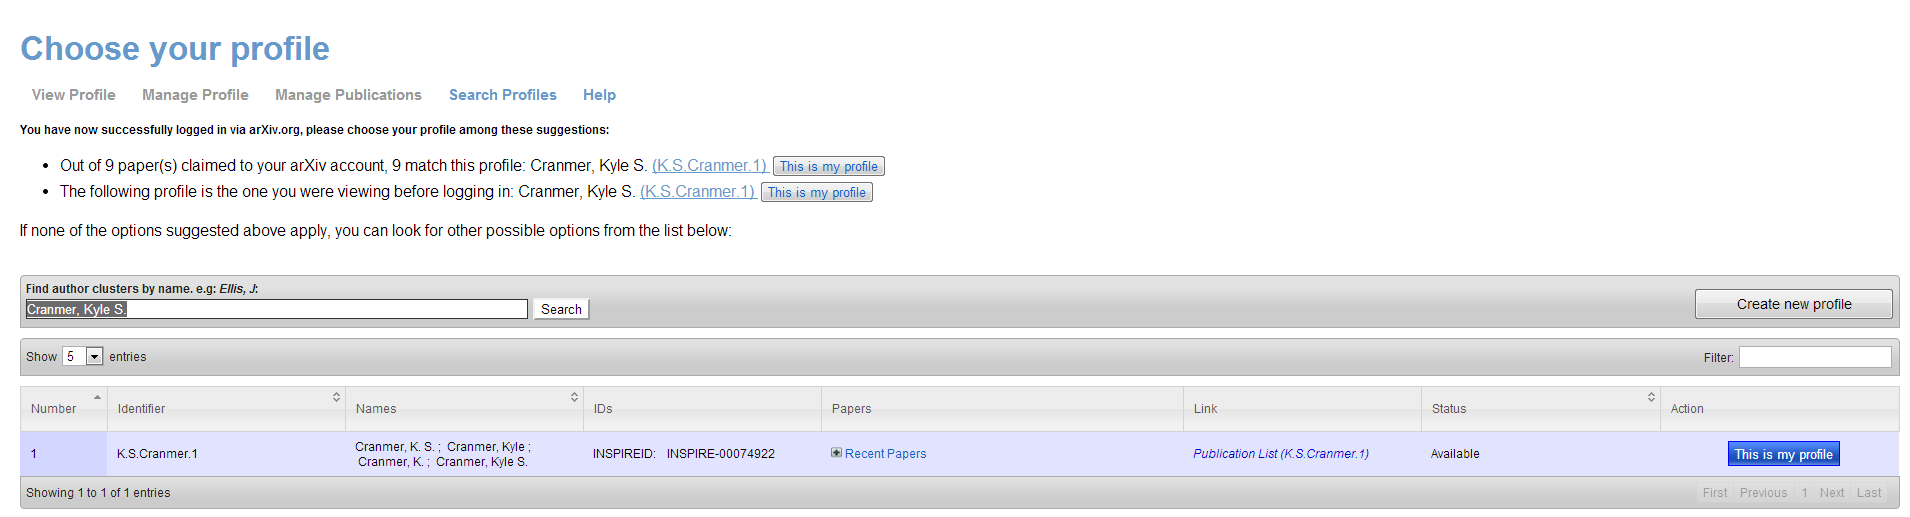 Choose your profile
View Profile Manage Profile Manage Publications Search Profiles Help
You have now successfully logged in via arXiv.org, please choose your profile among these suggestions:
• Out of 9 paper(s) claimed to your arXiv account, 9 match this profile: Cranmer, Kyle S. (K.S.Cranmer.1) This is my profile
• The following profile is the one you were viewing before logging in: Cranmer, Kyle S. (K.S.Cranmer.1) This is my profile
If none of the options suggested above apply, you can look for other possible options from the list below:
Find author clusters by name. e.g: Ellis, J:
Cranmer, Kyle S. Search Create new profile
Show 5 entries Filter:
Number Identifier Names IDs Papers Link Status Action
1 K.S.Cranmer.1 Cranmer, K. S. ; Cranmer, Kyle ; Cranmer, K. ; Cranmer, Kyle S. INSPIREID: INSPIRE-00074922 Recent Papers Publication List (K.S.Cranmer.1) Available This is my profile
Showing 1 to 1 of 1 entries First Previous 1 Next Last